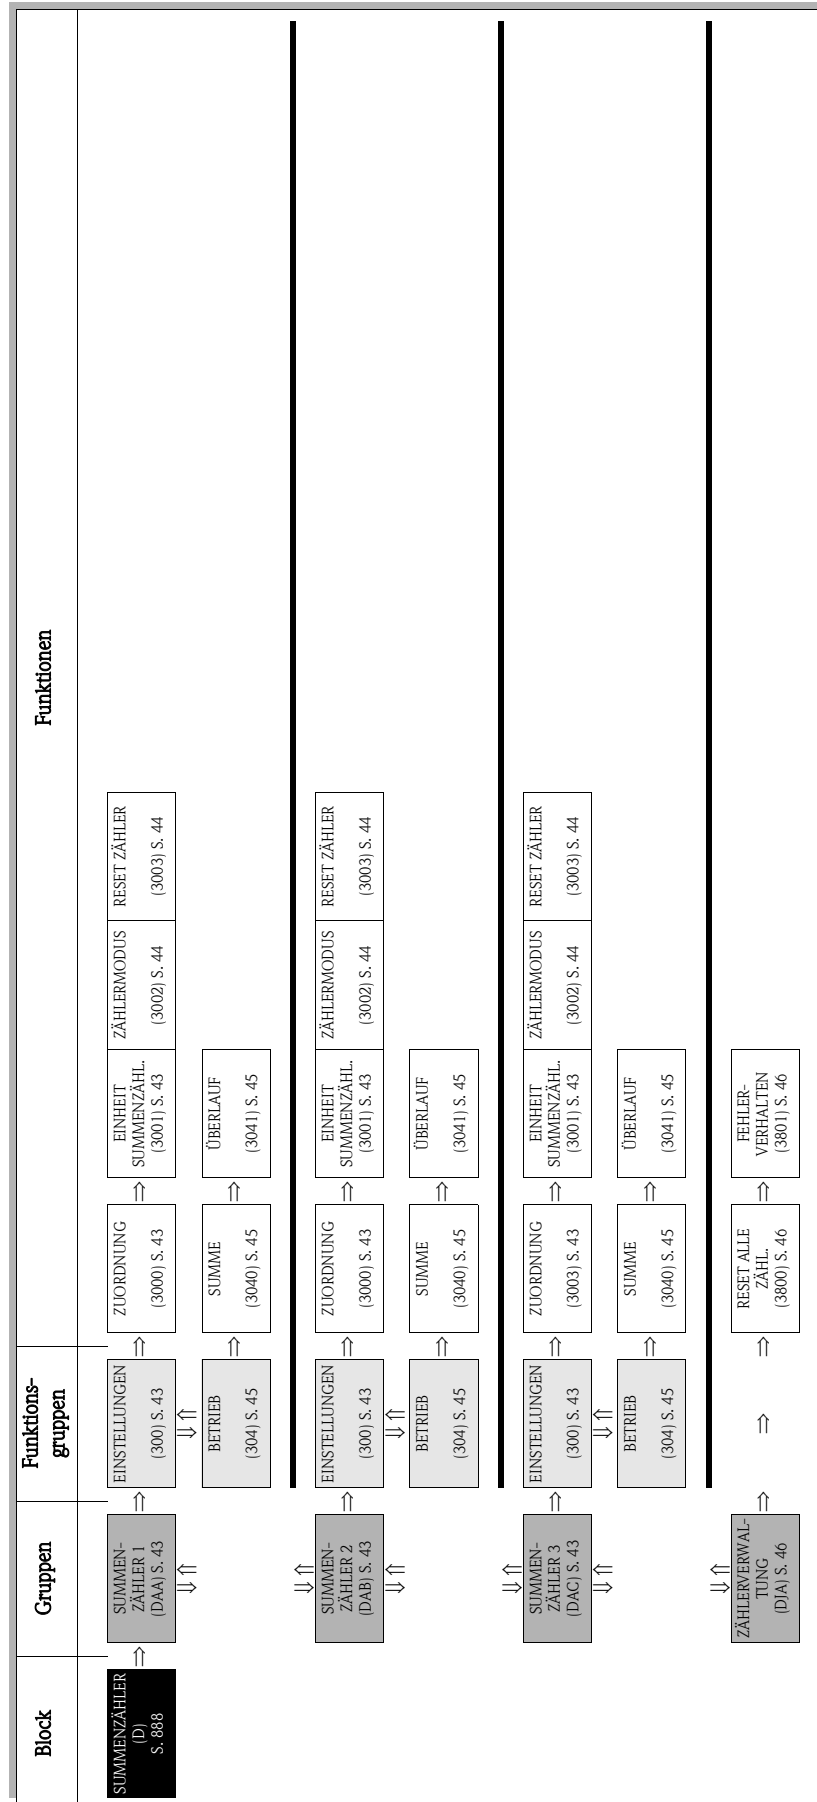 Block
Gruppen
Funktions-
gruppen
Funktionen
SUMMENZÄHLER
(D)
S. 888
⇒
SUMMEN-
ZÄHLER 1
(DAA) S. 43
⇒
EINSTELLUNGEN
(300) S. 43
⇒
ZUORDNUNG
(3000) S. 43
⇒
EINHEIT
SUMMENZÄHL.
(3001) S. 43
ZÄHLERMODUS
(3002) S. 44
RESET ZÄHLER
(3003) S. 44
BETRIEB
(304) S. 45
⇒
SUMME
(3040) S. 45
⇒
ÜBERLAUF
(3041) S. 45
SUMMEN-
ZÄHLER 2
(DAB) S. 43
⇒
EINSTELLUNGEN
(300) S. 43
⇒
ZUORDNUNG
(3000) S. 43
⇒
EINHEIT
SUMMENZÄHL.
(3001) S. 43
ZÄHLERMODUS
(3002) S. 44
RESET ZÄHLER
(3003) S. 44
BETRIEB
(304) S. 45
⇒
SUMME
(3040) S. 45
⇒
ÜBERLAUF
(3041) S. 45
SUMMEN-
ZÄHLER 3
(DAC) S. 43
⇒
EINSTELLUNGEN
(300) S. 43
⇒
ZUORDNUNG
(3003) S. 43
⇒
EINHEIT
SUMMENZÄHL.
(3001) S. 43
ZÄHLERMODUS
(3002) S. 44
RESET ZÄHLER
(3003) S. 44
BETRIEB
(304) S. 45
⇒
SUMME
(3040) S. 45
⇒
ÜBERLAUF
(3041) S. 45
ZÄHLERVERWAL-
TUNG
(DJA) S. 46
⇒
⇒
⇒
RESET ALLE
ZÄHL.
(3800) S. 46
⇒
FEHLER-
VERHALTEN
(3801) S. 46